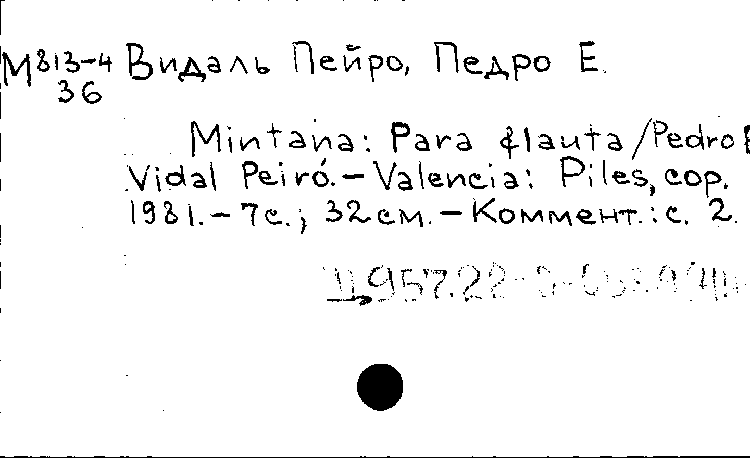 М813-4 Видаль Пейро, Педро Е.
36
Mintaña: Para flauta/Pedro E
Vidal Peiró.-Valencia: Piles, cop.
1981.-7с.; 32см.-Коммент.: с. 2.